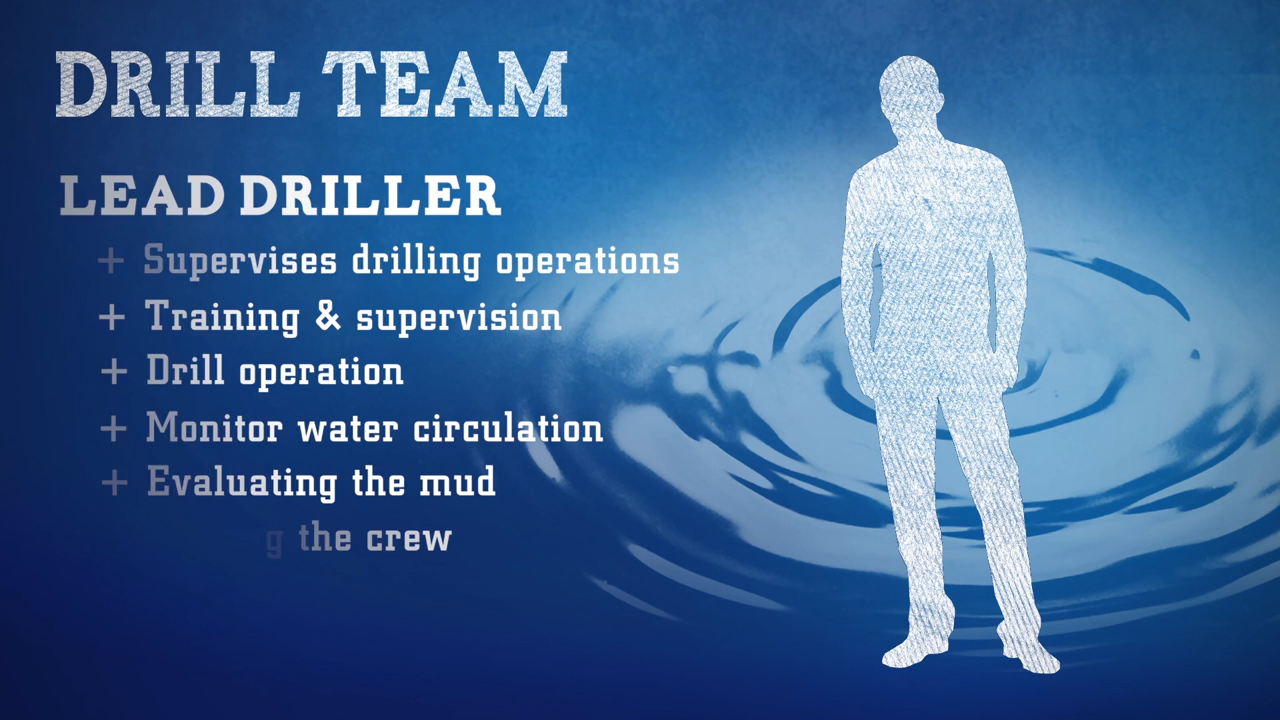 DRILL TEAM
LEAD DRILLER
+ Supervises drilling operations
+ Training & supervision
+ Drill operation
+ Monitor water circulation
+ Evaluating the mud
the crew